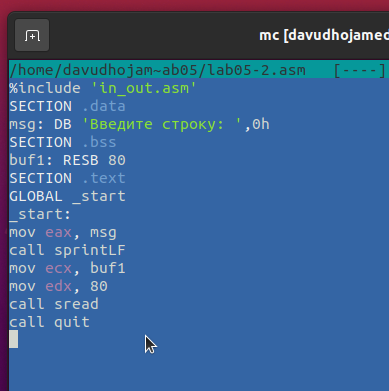 mc [davudhojamed
/home/davudhojam~ab05/lab05-2.asm [----]
%include 'in_out.asm'
SECTION .data
msg: DB 'Введите строку: ',0h
SECTION .bss
buf1: RESB 80
SECTION .text
GLOBAL _start
_start:
mov eax, msg
call sprintLF
mov ecx, buf1
mov edx, 80
call sread
call quit